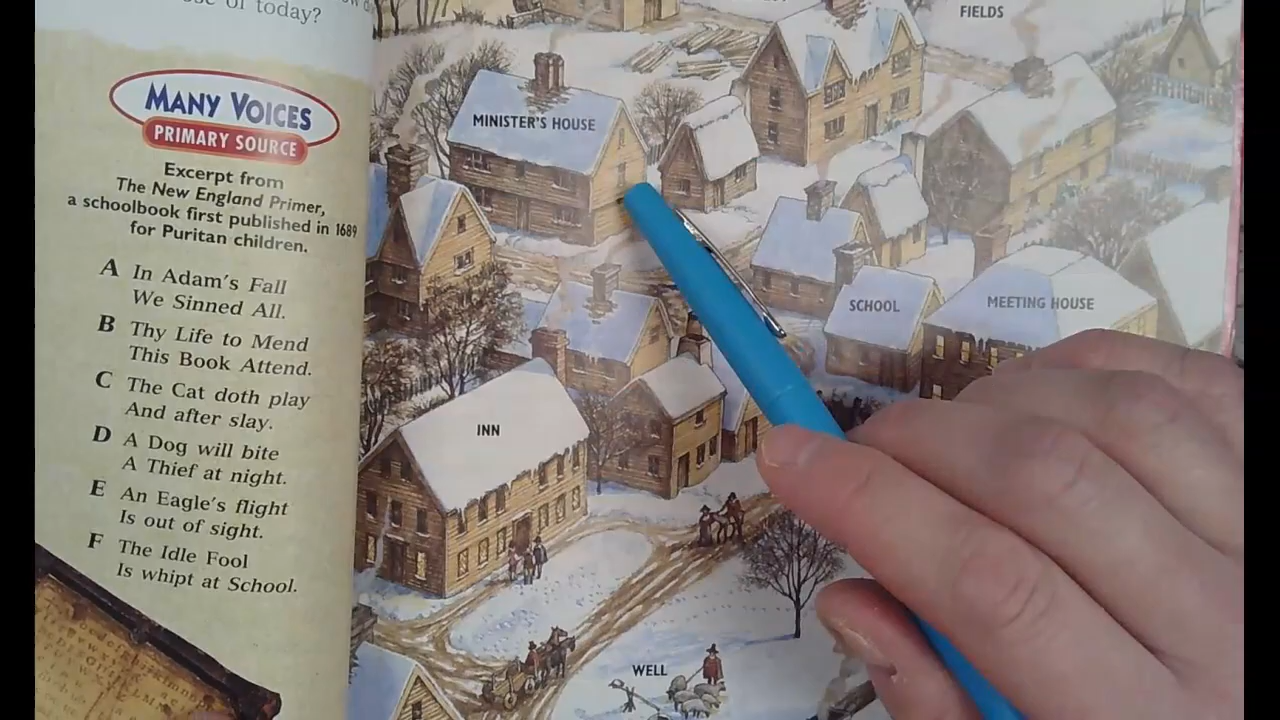 of today?
MANY VOICES
PRIMARY SOURCE
Excerpt from
The New England Primer,
a schoolbook first published in 1689
for Puritan children.
A In Adam's Fall
We Sinned All.
B Thy Life to Mend
This Book Attend.
C The Cat doth play
And after slay.
D A Dog will bite
A Thief at night.
E An Eagle's flight
Is out of sight.
F The Idle Fool
Is whipt at School.
FIELDS
MINISTER'S HOUSE
SCHOOL
MEETING HOUSE
INN
WELL